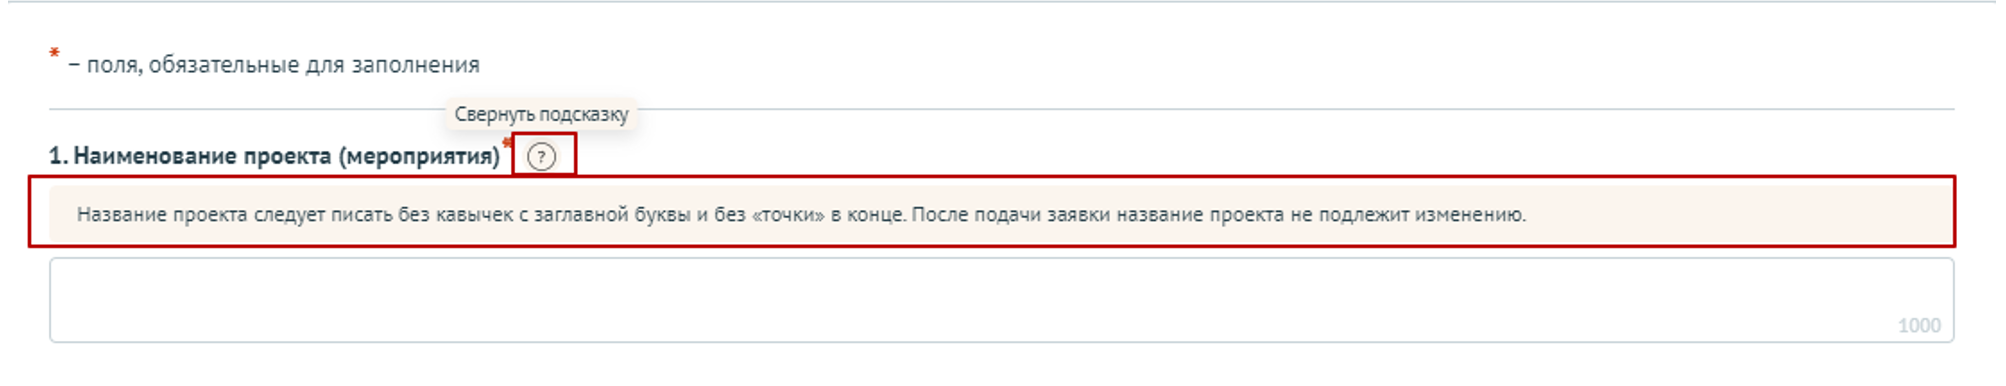 * – поля, обязательные для заполнения
Свернуть подсказку
1. Наименование проекта (мероприятия)* ?
Название проекта следует писать без кавычек с заглавной буквы и без «точки» в конце. После подачи заявки название проекта не подлежит изменению.
1000